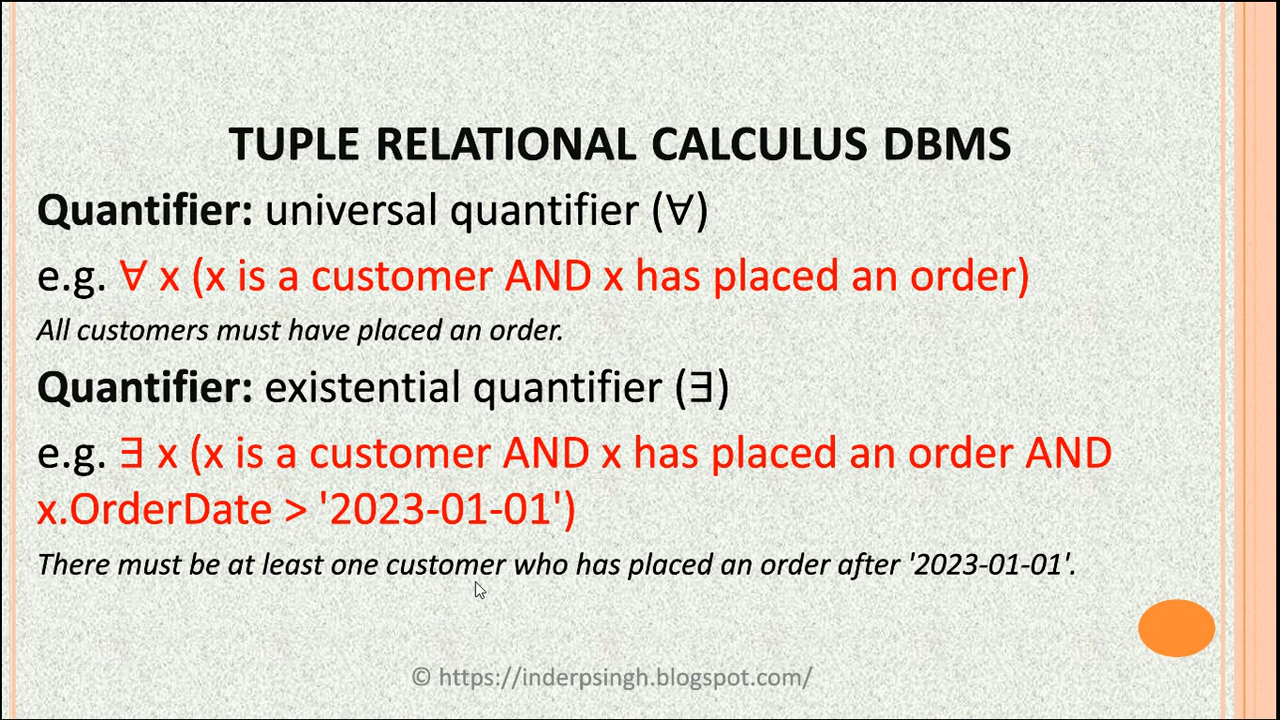 TUPLE RELATIONAL CALCULUS DBMS
Quantifier: universal quantifier (∀)
e.g. ∀ x (x is a customer AND x has placed an order)
All customers must have placed an order.
Quantifier: existential quantifier (∃)
e.g. ∃ x (x is a customer AND x has placed an order AND
x.OrderDate > '2023-01-01')
There must be at least one customer who has placed an order after '2023-01-01'.
© https://inderpsingh.blogspot.com/